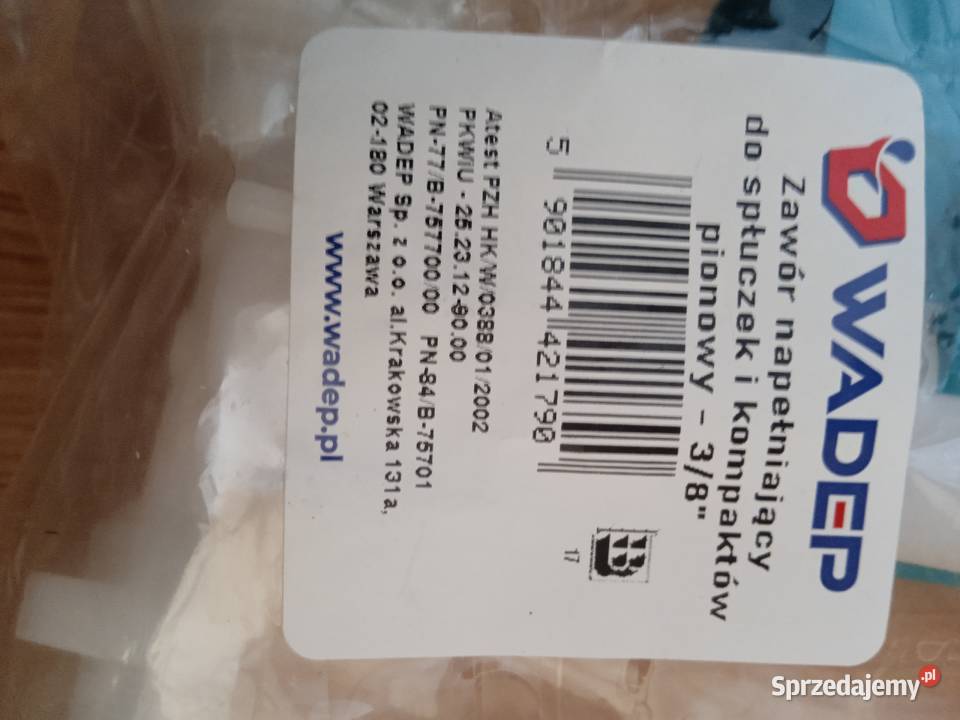 WADEP
Zawór napełniający
do spłuczek i kompaktów
pionowy - 3/8"
5 901844 421790
B
17
Atest PZH HK/W/0388/01/2002
PKWiU - 25.23.12-90.00
PN-77/B-757700/00 PN-84/B-75701
WADEP Sp. z o.o. al.Krakowska 131a,
02-180 Warszawa
www.wadep.pl
Sprzedajemy.pl